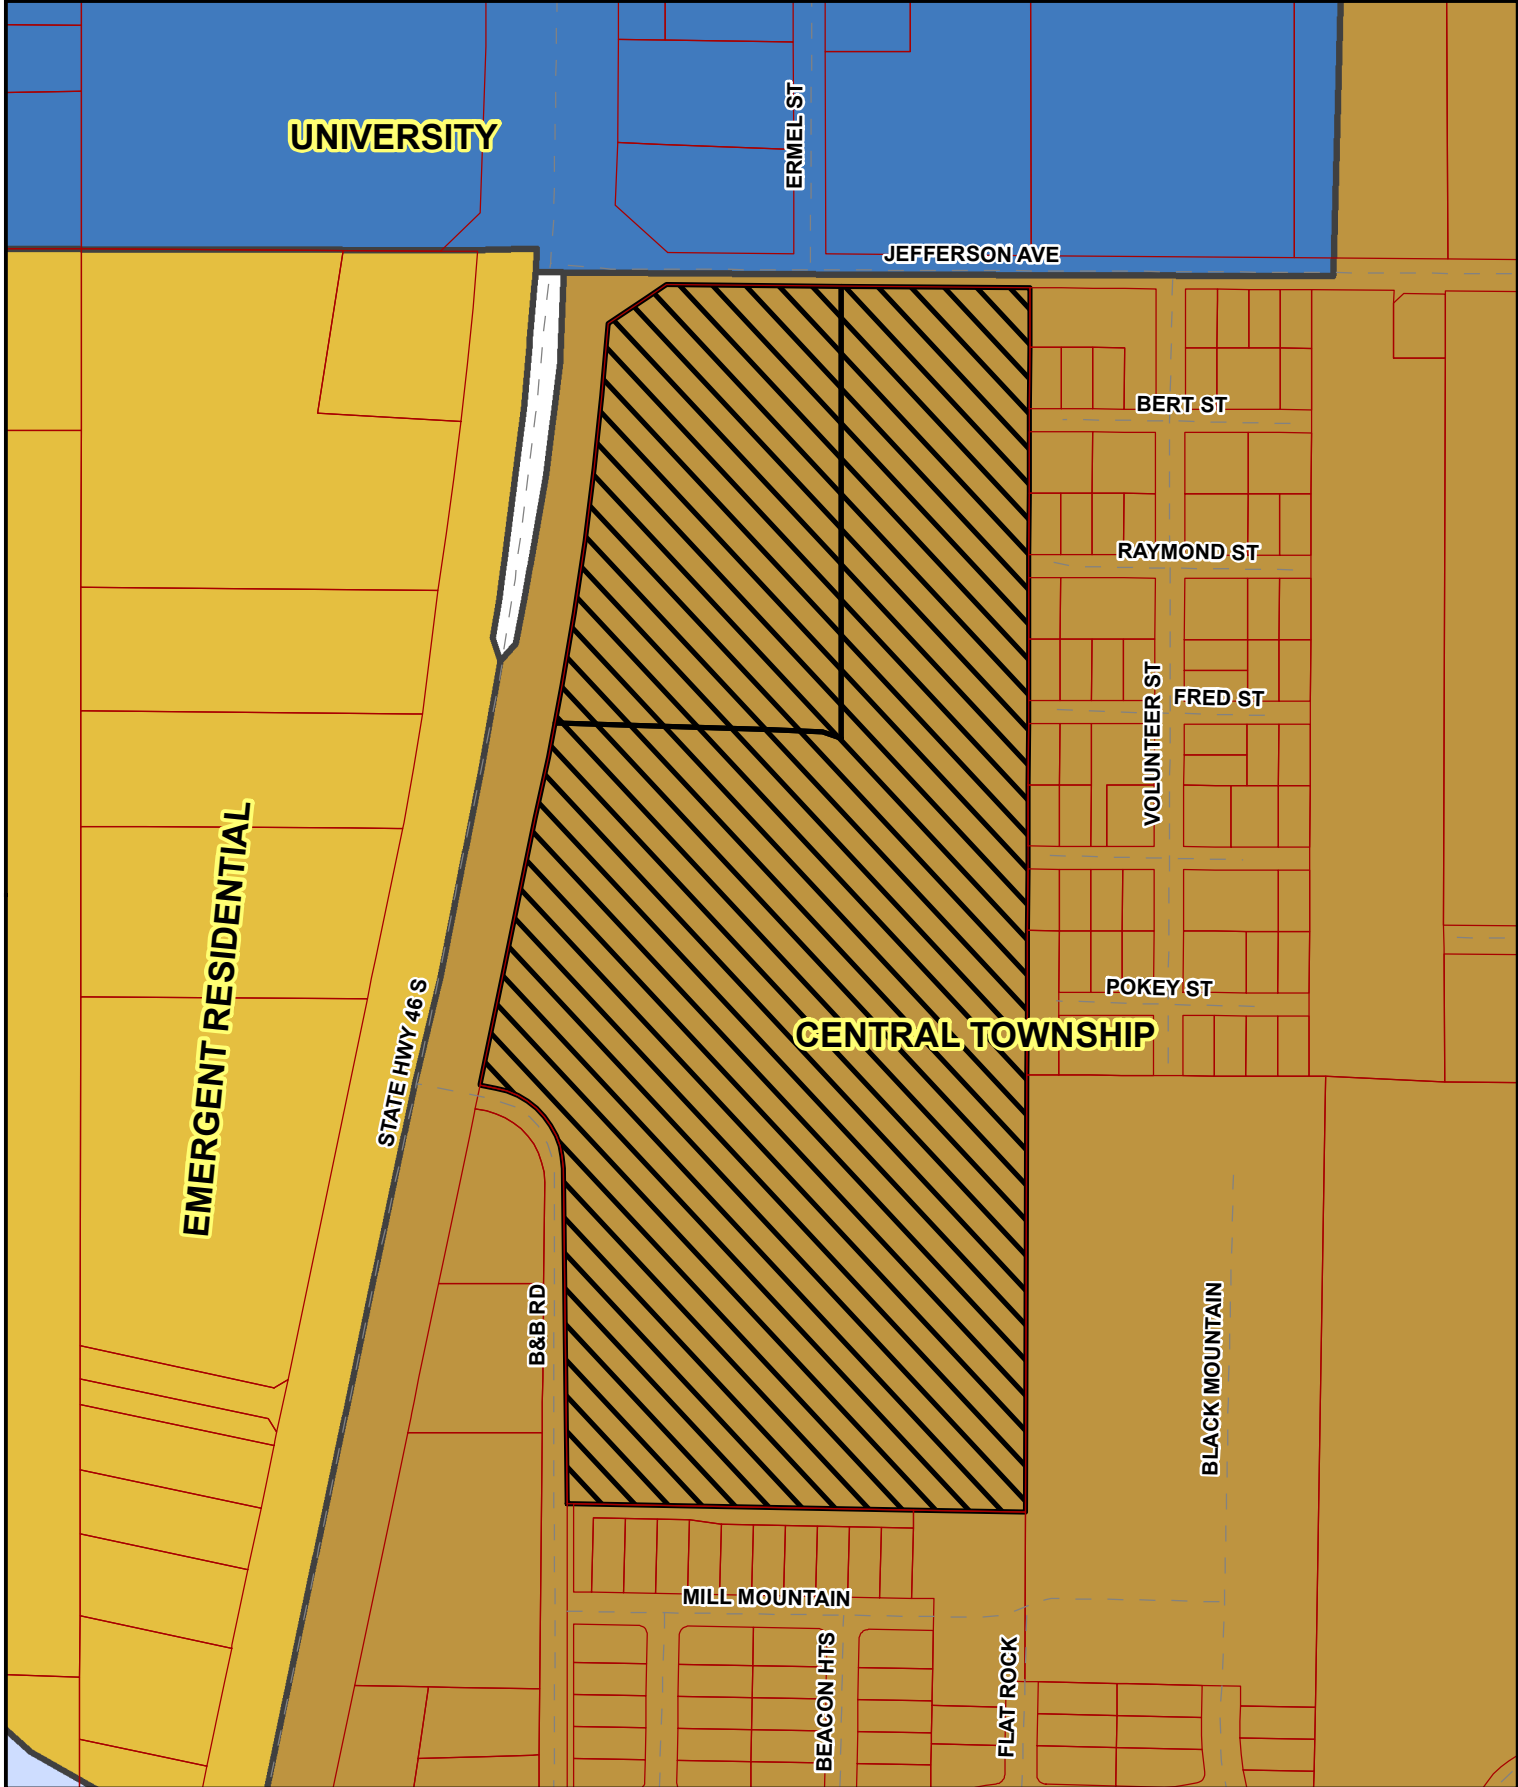 UNIVERSITY
ERMEL ST
JEFFERSON AVE
BERT ST
RAYMOND ST
FRED ST
VOLUNTEER ST
EMERGENT RESIDENTIAL
STATE HWY 46 S
POKEY ST
CENTRAL TOWNSHIP
B&B RD
BLACK MOUNTAIN
MILL MOUNTAIN
BEACON HTS
FLAT ROCK